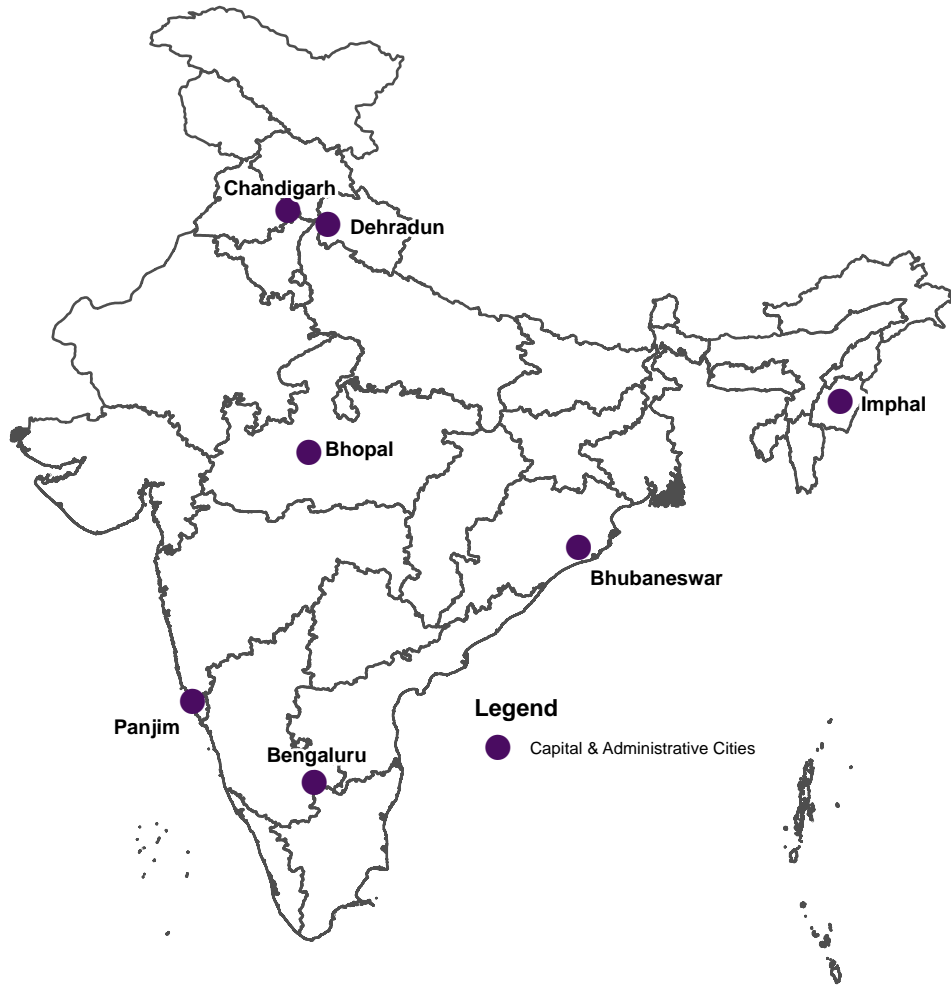 Chandigarh
Dehradun
Imphal
Bhopal
Bhubaneswar
Legend
Panjim
Capital & Administrative Cities
Bengaluru